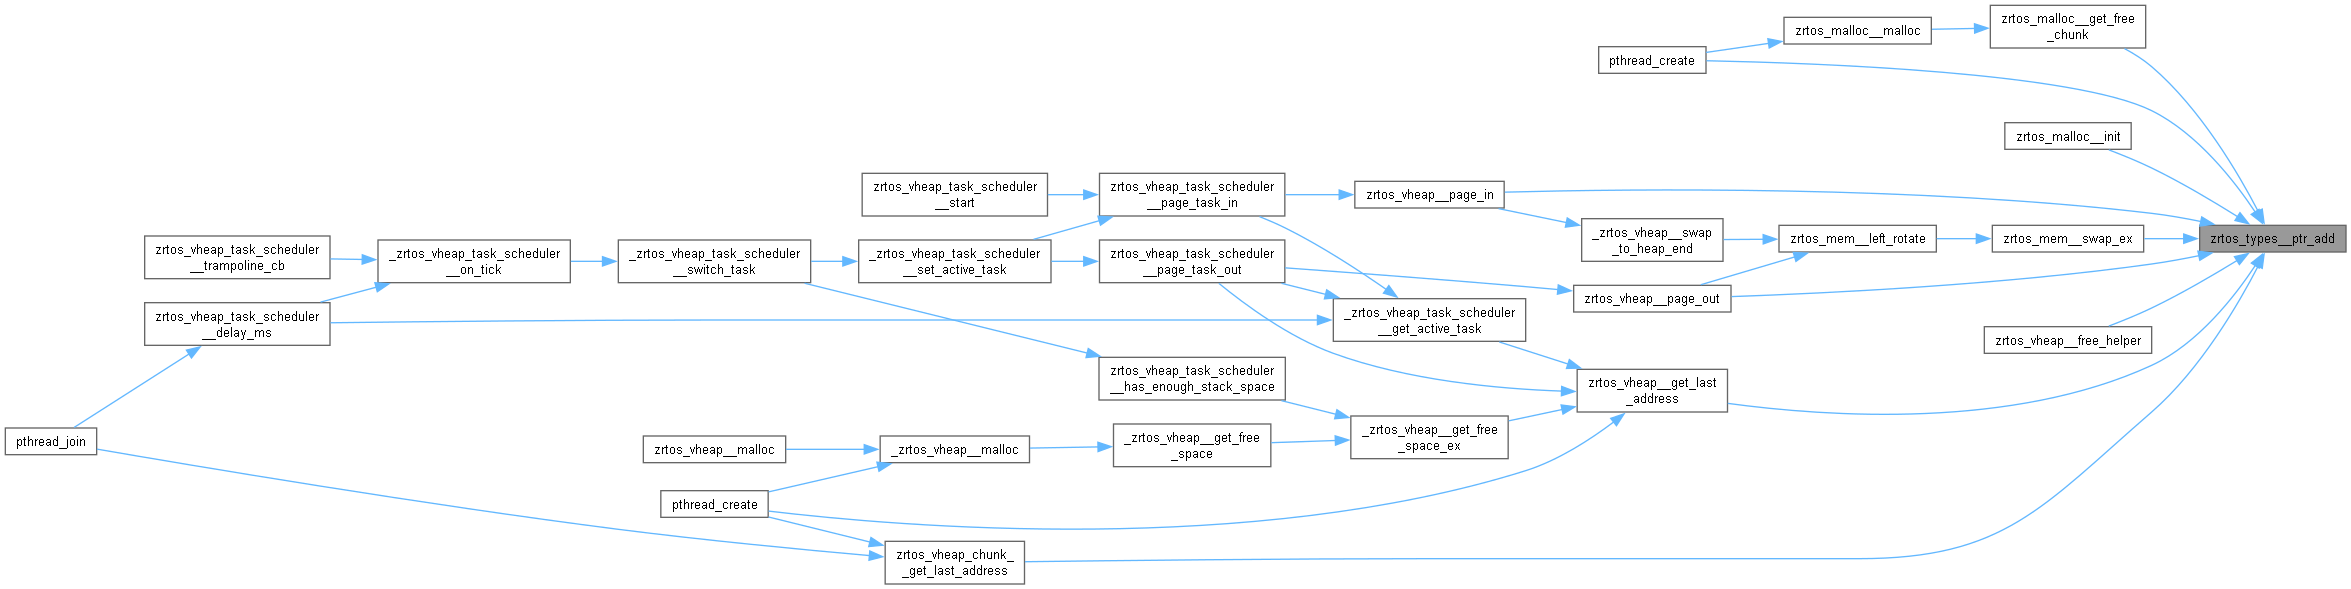 zrtos_malloc__get_free
_chunk
zrtos_malloc__malloc
pthread_create
zrtos_malloc__init
zrtos_vheap_task_scheduler
__start
zrtos_vheap_task_scheduler
__page_task_in
zrtos_vheap__page_in
_zrtos_vheap__swap
_to_heap_end
zrtos_mem__left_rotate
zrtos_mem__swap_ex
zrtos_types__ptr_add
zrtos_vheap_task_scheduler
__trampoline_cb
_zrtos_vheap_task_scheduler
__on_tick
_zrtos_vheap_task_scheduler
__switch_task
_zrtos_vheap_task_scheduler
__set_active_task
zrtos_vheap_task_scheduler
__page_task_out
zrtos_vheap__page_out
zrtos_vheap_task_scheduler
__delay_ms
_zrtos_vheap_task_scheduler
__get_active_task
zrtos_vheap__free_helper
zrtos_vheap_task_scheduler
__has_enough_stack_space
zrtos_vheap__get_last
_address
pthread_join
zrtos_vheap__malloc
_zrtos_vheap__malloc
_zrtos_vheap__get_free
_space
_zrtos_vheap__get_free
_space_ex
pthread_create
zrtos_vheap_chunk_
_get_last_address